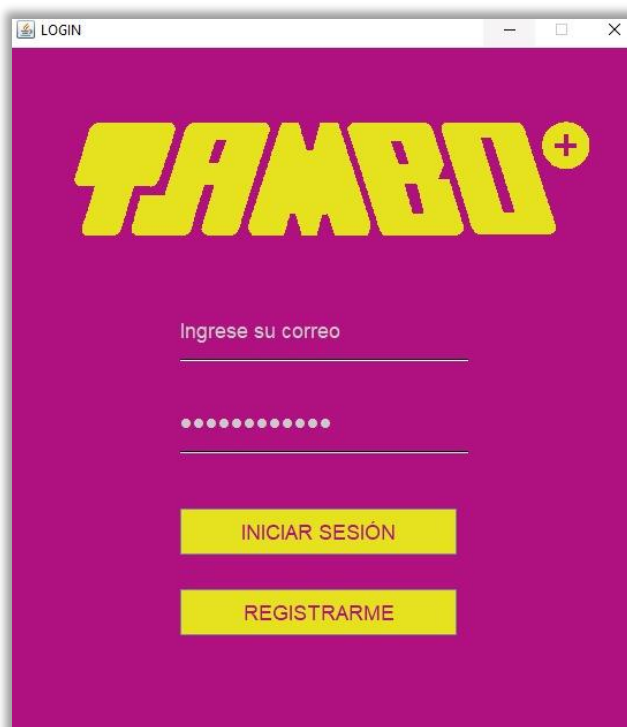 LOGIN
TAMBO+
Ingrese su correo
••••••••••••
INICIAR SESIÓN
REGISTRARME